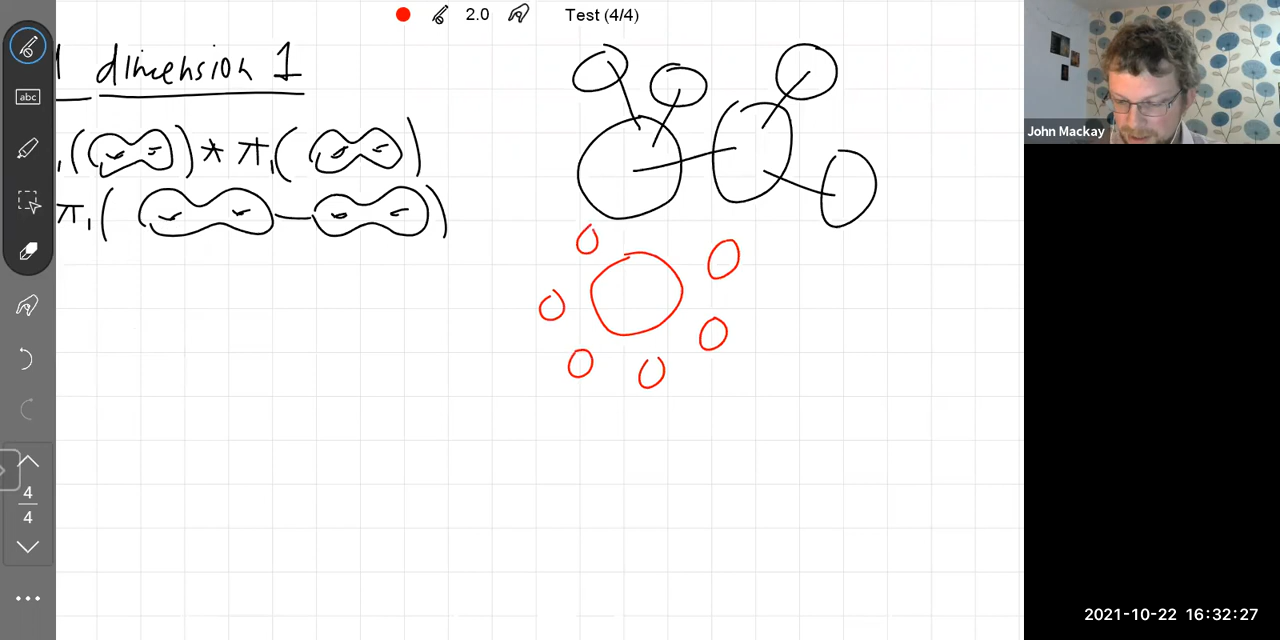 2.0
Test (4/4)
dimension 1
abc
) * π₁(
π₁(
)
4
4
John Mackay
2021-10-22 16:32:27